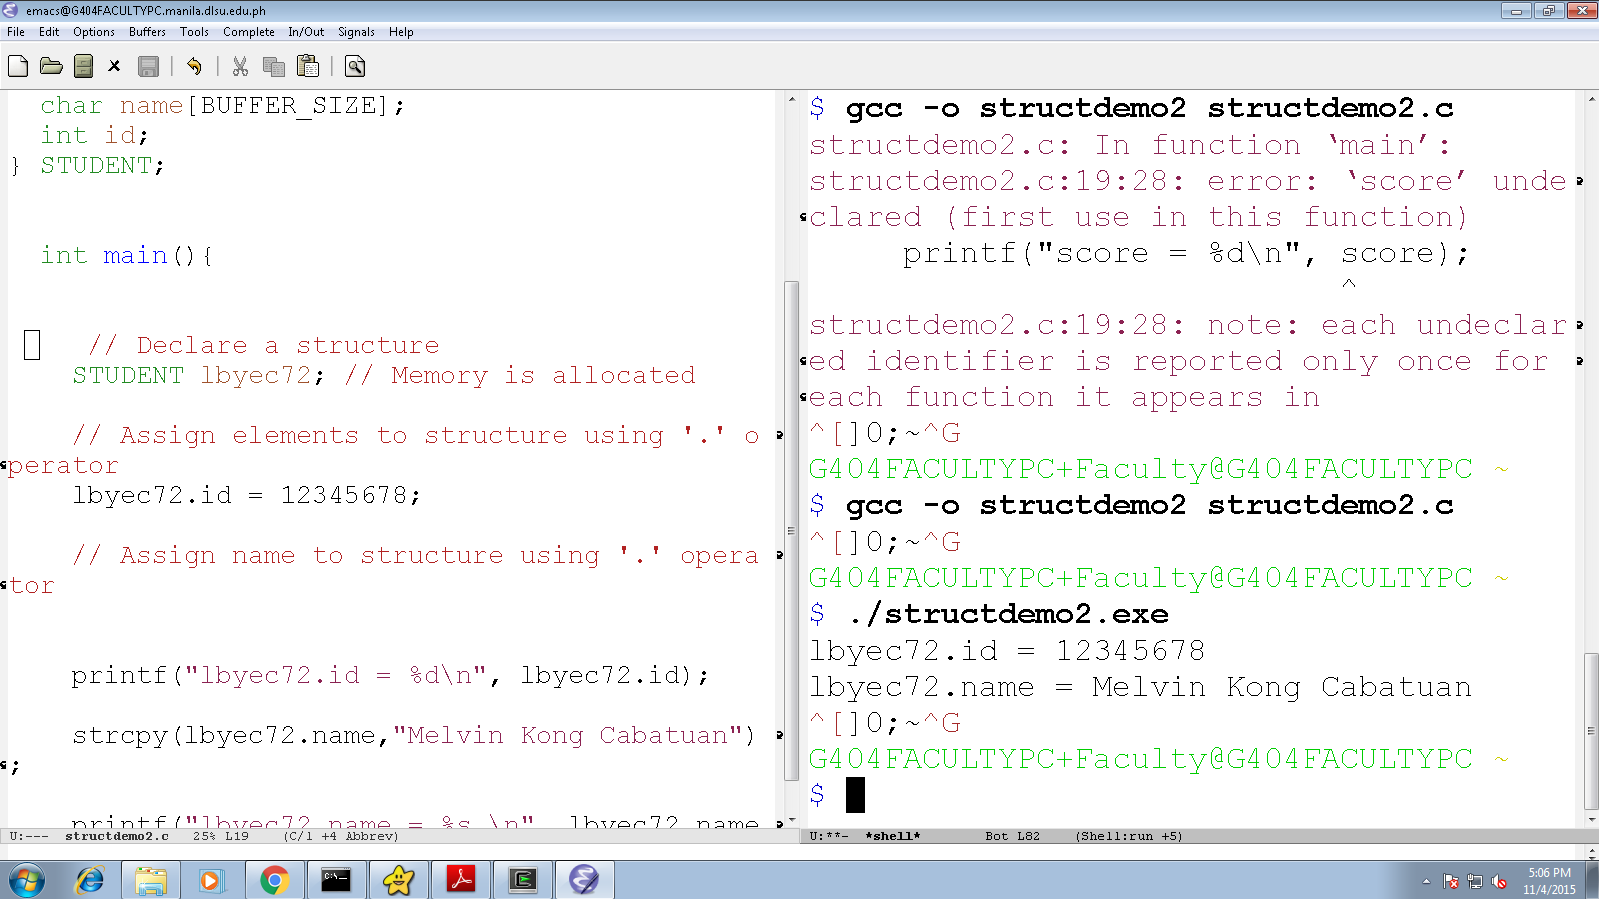 emacs@G404FACULTYPC.manila.dlsu.edu.ph
File Edit Options Buffers Tools Complete In/Out Signals Help
char name[BUFFER_SIZE];
int id;
} STUDENT;
int main(){
// Declare a structure
STUDENT lbyec72; // Memory is allocated
// Assign elements to structure using '.' o
perator
lbyec72.id = 12345678;
// Assign name to structure using '.' opera
tor
printf("lbyec72.id = %d\n", lbyec72.id);
strcpy(lbyec72.name,"Melvin Kong Cabatuan")
;
printf("lbyec72.name = %s \n", lbyec72.name
U:--- structdemo2.c 25% L19 (C/l +4 Abbrev)
$ gcc -o structdemo2 structdemo2.c
structdemo2.c: In function ‘main’:
structdemo2.c:19:28: error: ‘score’ unde
clared (first use in this function)
printf("score = %d\n", score);
^
structdemo2.c:19:28: note: each undeclar
ed identifier is reported only once for
each function it appears in
^[]0;~^G
G404FACULTYPC+Faculty@G404FACULTYPC ~
$ gcc -o structdemo2 structdemo2.c
^[]0;~^G
G404FACULTYPC+Faculty@G404FACULTYPC ~
$ ./structdemo2.exe
lbyec72.id = 12345678
lbyec72.name = Melvin Kong Cabatuan
^[]0;~^G
G404FACULTYPC+Faculty@G404FACULTYPC ~
$
U:**- *shell* Bot L82 (Shell:run +5)
C:\_
5:06 PM
11/4/2015